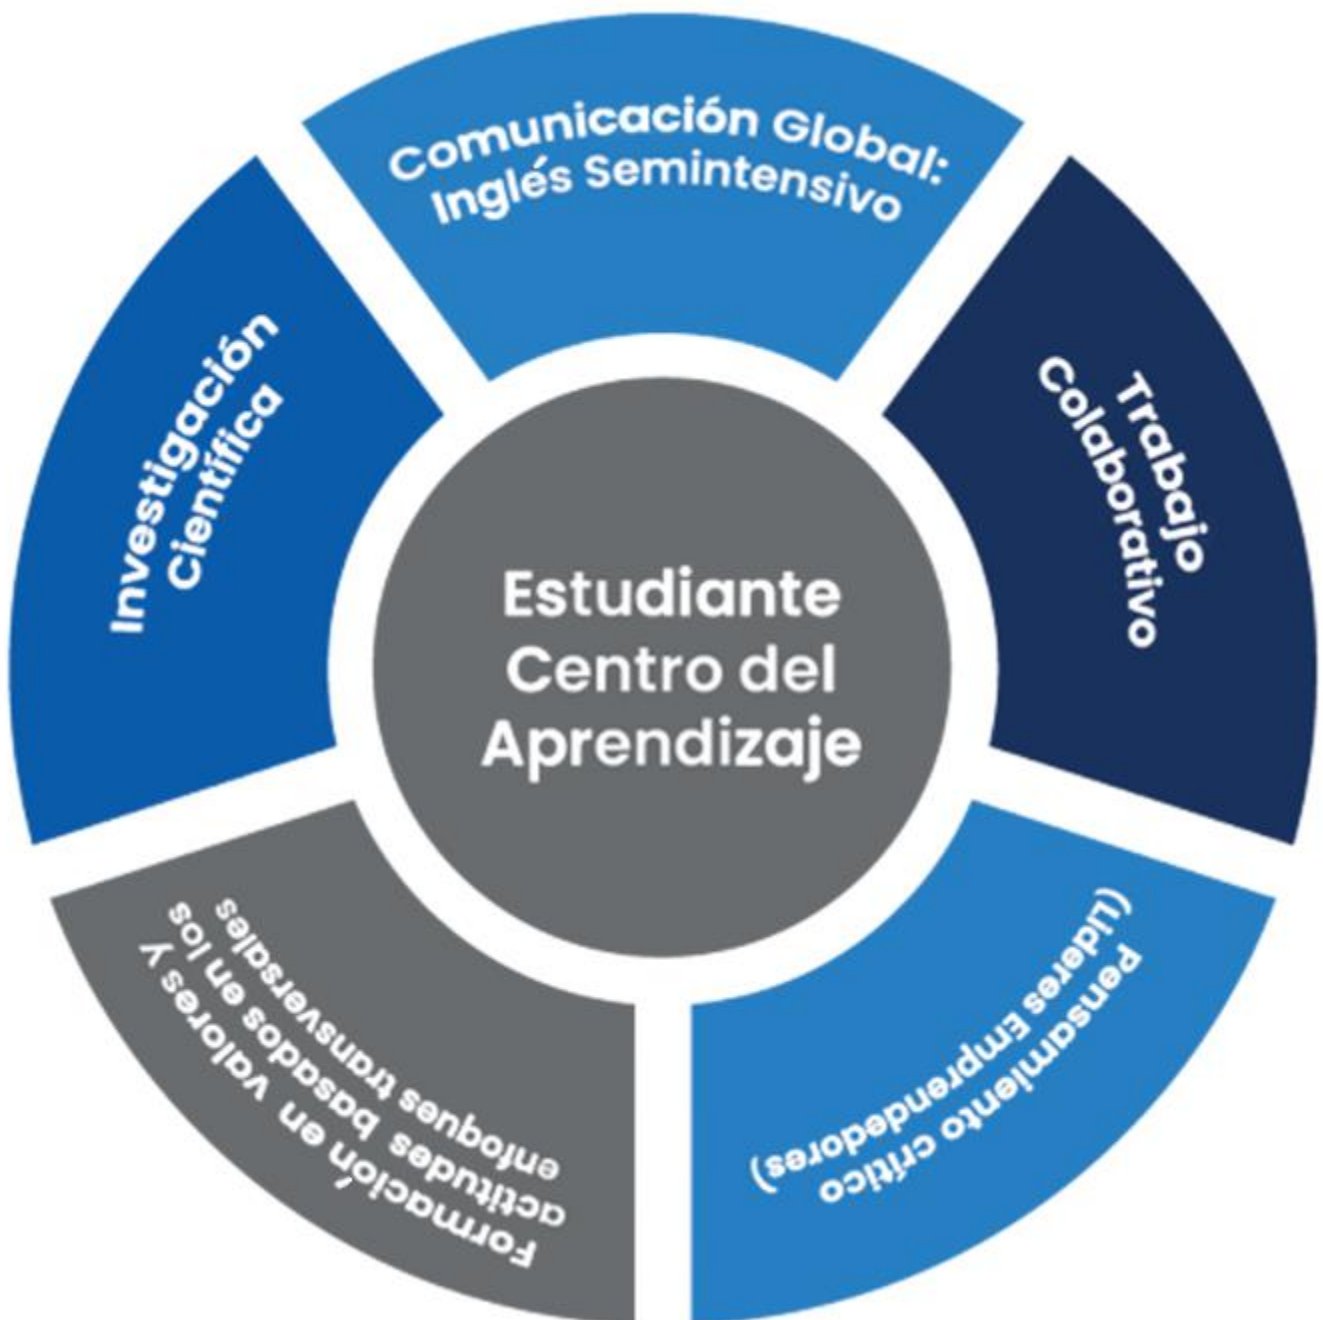 Comunicación Global:
Inglés Semintensivo
Trabajo
Colaborativo
Pensamiento crítico
(Lideres Emprendedores)
Formación en valores y
actitudes basados en los
enfoques transversales
Investigación
Científica
Estudiante
Centro del
Aprendizaje